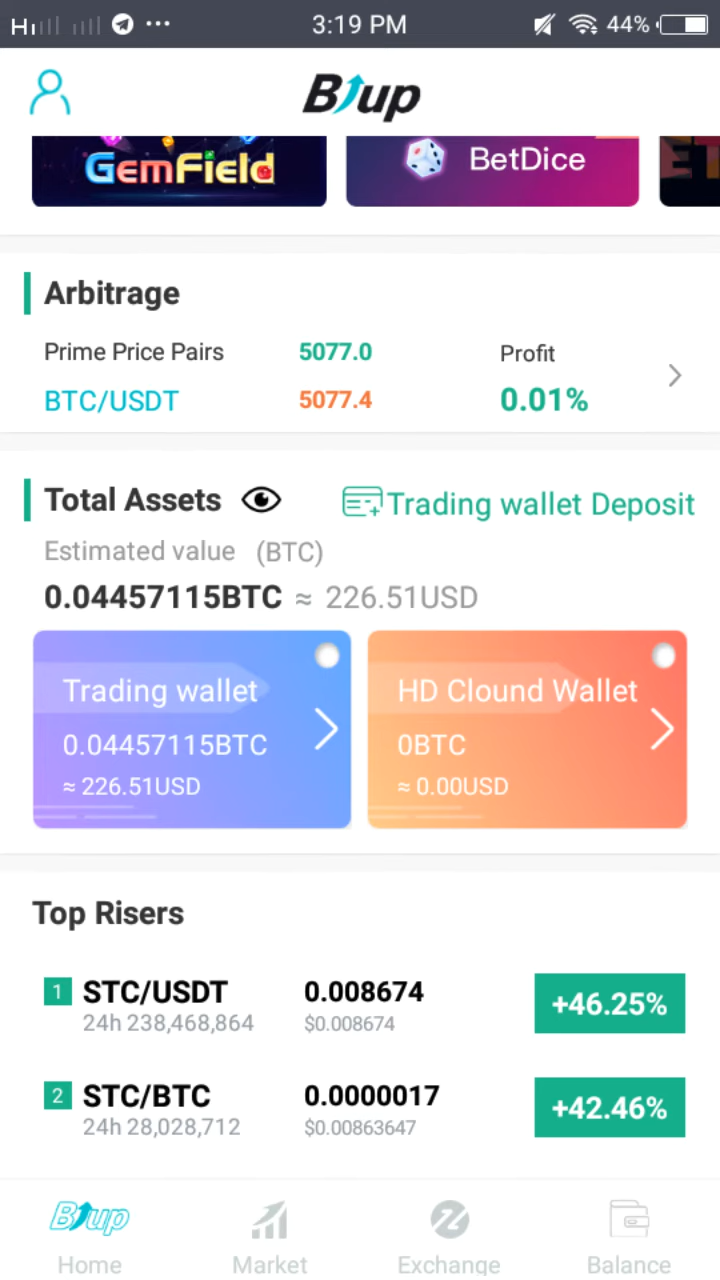 3:19 PM
44%
Bup
GemField
BetDice
Arbitrage
Prime Price Pairs 5077.0 Profit
BTC/USDT 5077.4 0.01%
Total Assets Trading wallet Deposit
Estimated value (BTC)
0.04457115BTC ≈ 226.51USD
Trading wallet
0.04457115BTC
≈ 226.51USD
HD Clound Wallet
0BTC
≈ 0.00USD
Top Risers
1 STC/USDT 0.008674 +46.25%
24h 238,468,864 $0.008674
2 STC/BTC 0.0000017 +42.46%
24h 28,028,712 $0.00863647
Bup
Home Market Exchange Balance